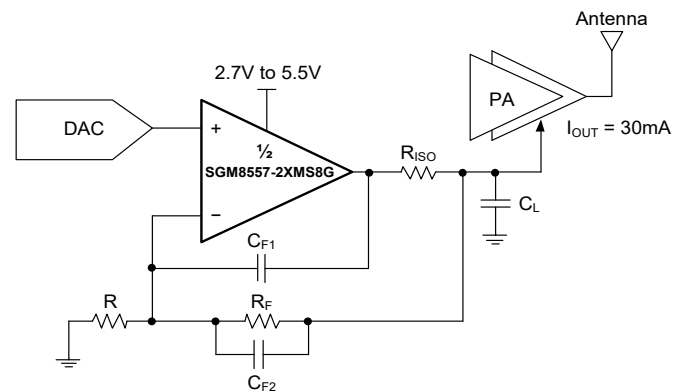 Antenna
2.7V to 5.5V
PA
DAC
+
½
SGM8557-2XMS8G
I_OUT = 30mA
R_ISO
−
C_L
C_F1
R
R_F
C_F2